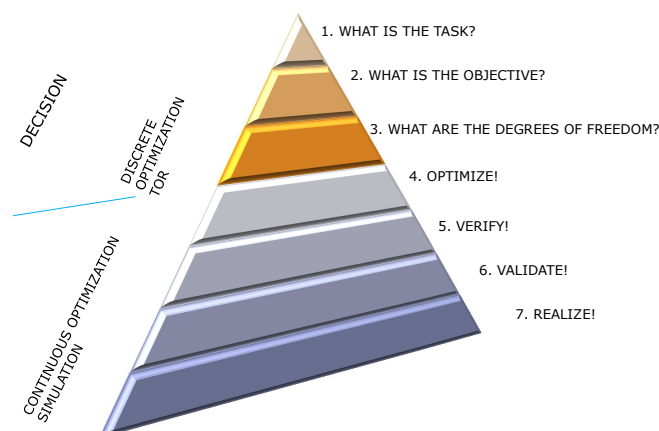 1. WHAT IS THE TASK?
2. WHAT IS THE OBJECTIVE?
3. WHAT ARE THE DEGREES OF FREEDOM?
4. OPTIMIZE!
5. VERIFY!
6. VALIDATE!
7. REALIZE!
DECISION
DISCRETE
OPTIMIZATION
TOR
CONTINUOUS OPTIMIZATION
SIMULATION